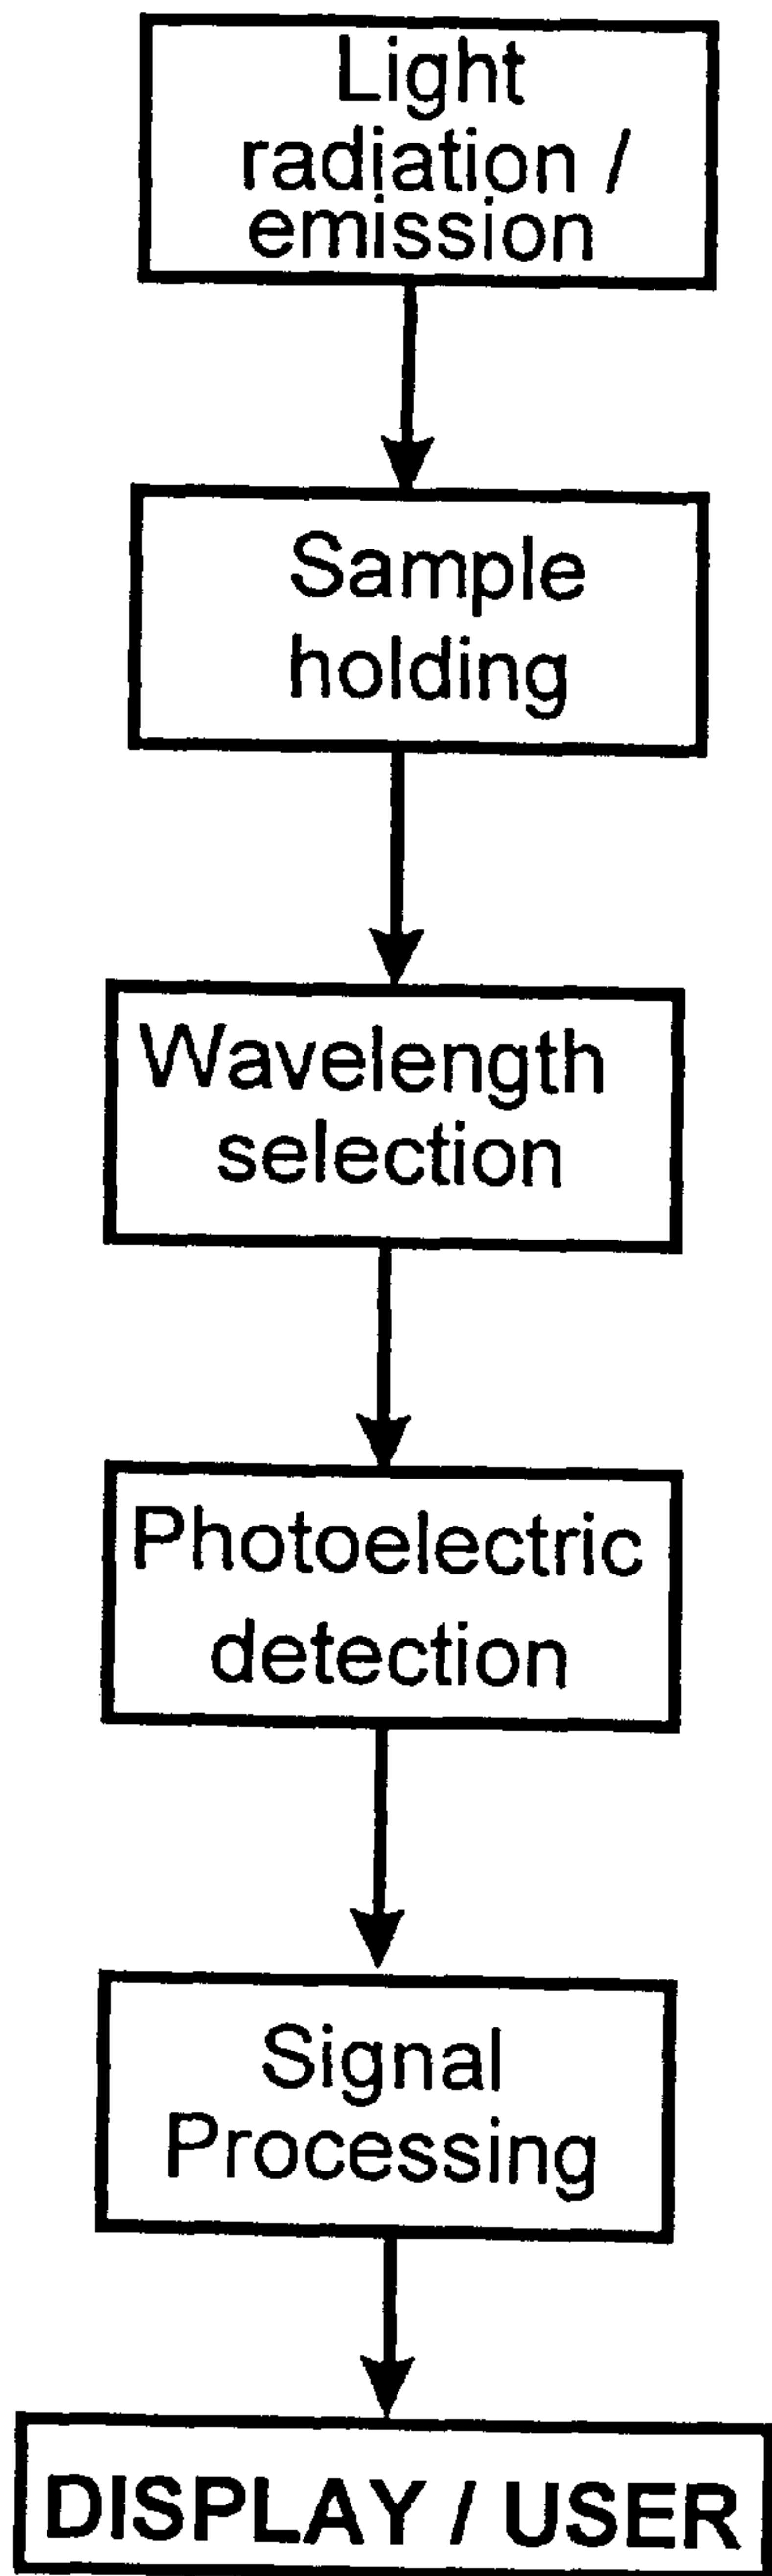 Light
radiation /
emission
Sample
holding
Wavelength
selection
Photoelectric
detection
Signal
Processing
DISPLAY / USER